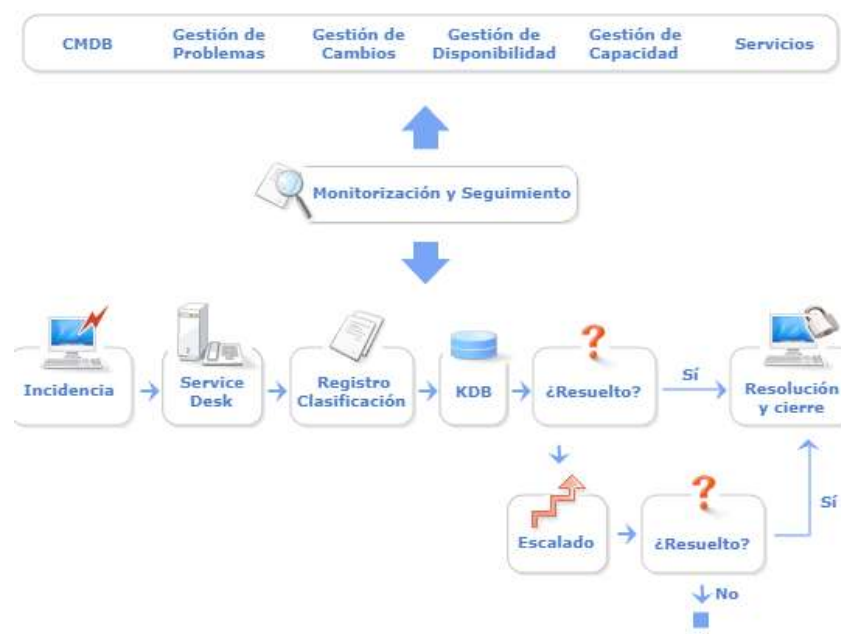 CMDB
Gestión de
Problemas
Gestión de
Cambios
Gestión de
Disponibilidad
Gestión de
Capacidad
Servicios
Monitorización y Seguimiento
Incidencia
Service
Desk
Registro
Clasificación
KDB
¿Resuelto?
Sí
Resolución
y cierre
Escalado
¿Resuelto?
Sí
No